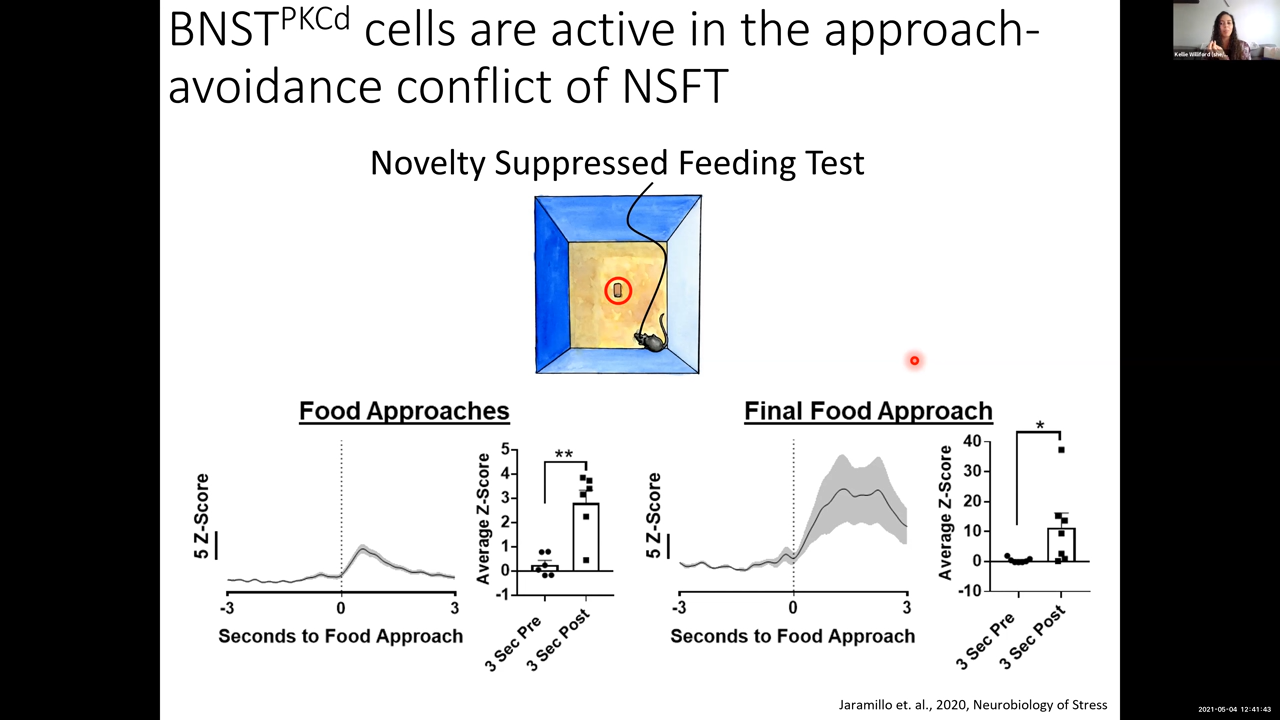 BNSTPKCd cells are active in the approach-
avoidance conflict of NSFT
Kellie Williford (she/...
Novelty Suppressed Feeding Test
Food Approaches
5 Z-Score
-3
0
3
Seconds to Food Approach
Average Z-Score
5
4
3
2
1
0
-1
**
3 Sec Pre
3 Sec Post
Final Food Approach
5 Z-Score
-3
0
3
Seconds to Food Approach
Average Z-Score
40
30
20
10
0
-10
*
3 Sec Pre
3 Sec Post
Jaramillo et. al., 2020, Neurobiology of Stress
2021-05-04 12:41:43